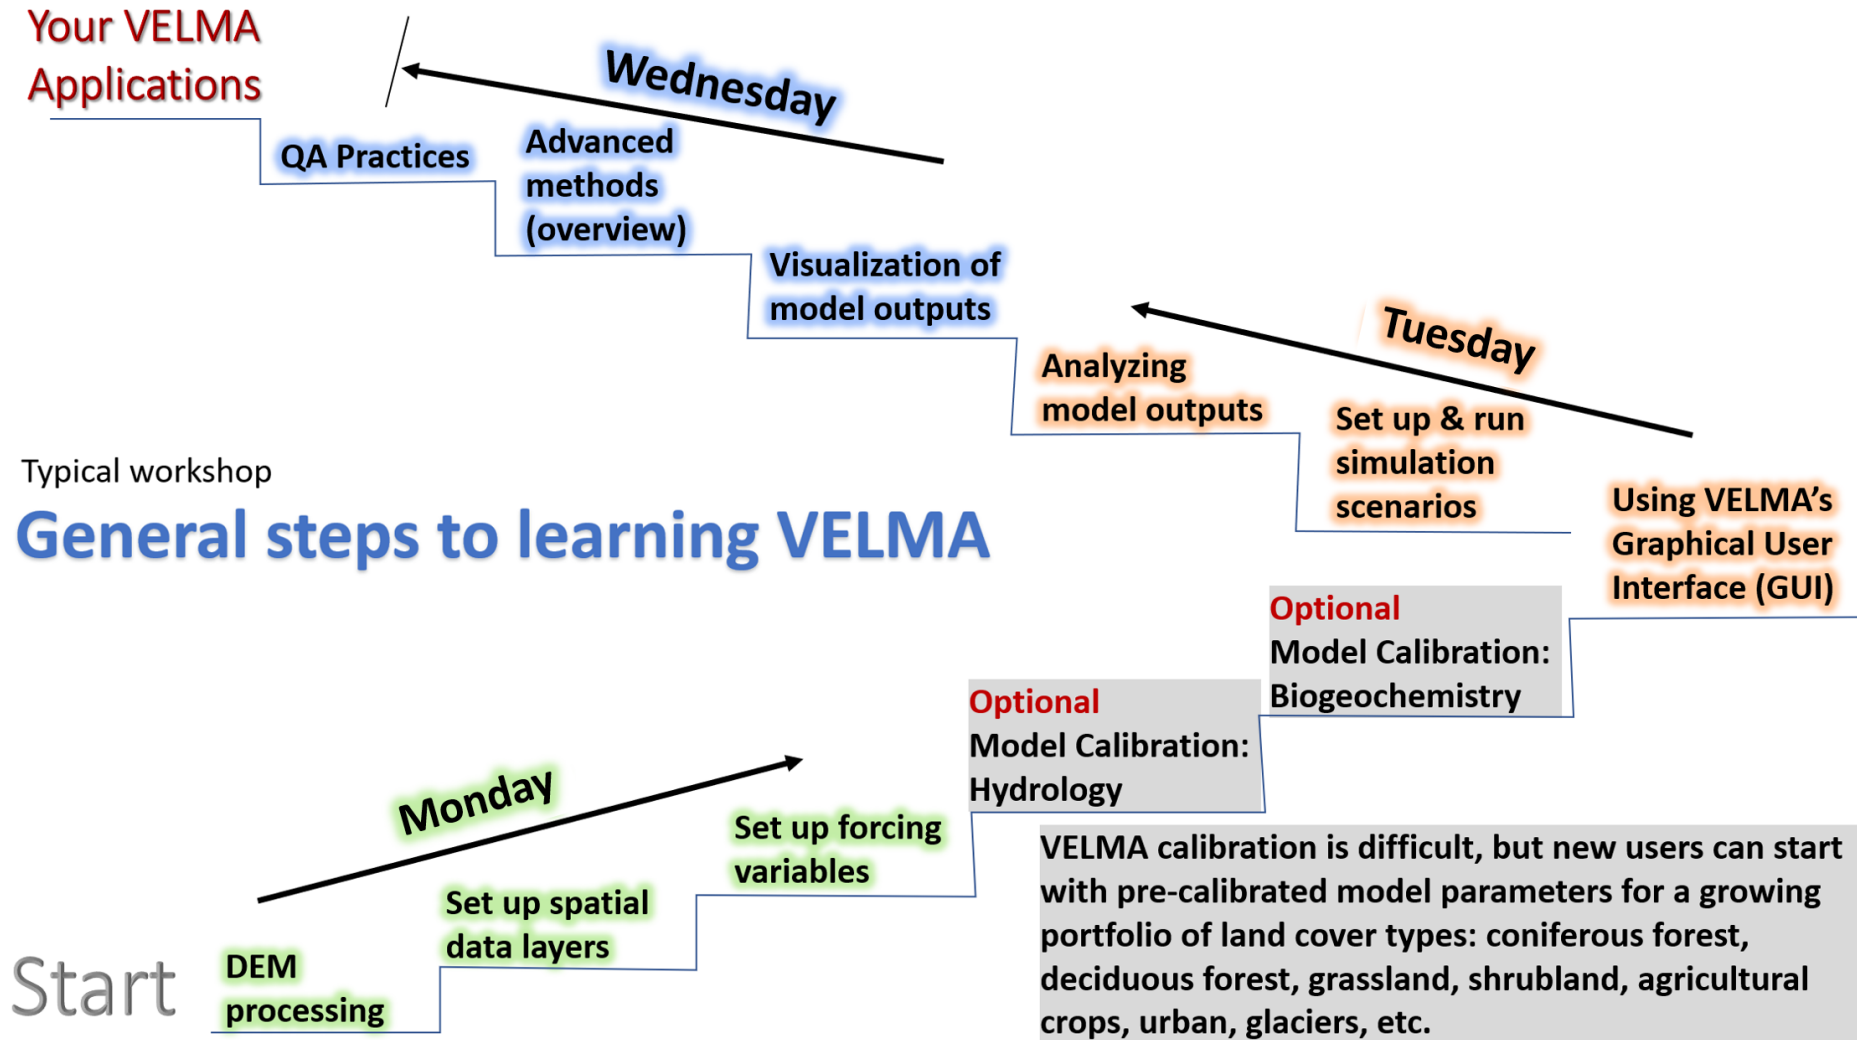 Your VELMA
Applications
Wednesday
QA Practices
Advanced
methods
(overview)
Visualization of
model outputs
Tuesday
Analyzing
model outputs
Set up & run
simulation
scenarios
Using VELMA’s
Graphical User
Interface (GUI)
Typical workshop
General steps to learning VELMA
Optional
Model Calibration:
Biogeochemistry
Optional
Model Calibration:
Hydrology
Monday
Set up forcing
variables
Set up spatial
data layers
DEM
processing
Start
VELMA calibration is difficult, but new users can start
with pre-calibrated model parameters for a growing
portfolio of land cover types: coniferous forest,
deciduous forest, grassland, shrubland, agricultural
crops, urban, glaciers, etc.